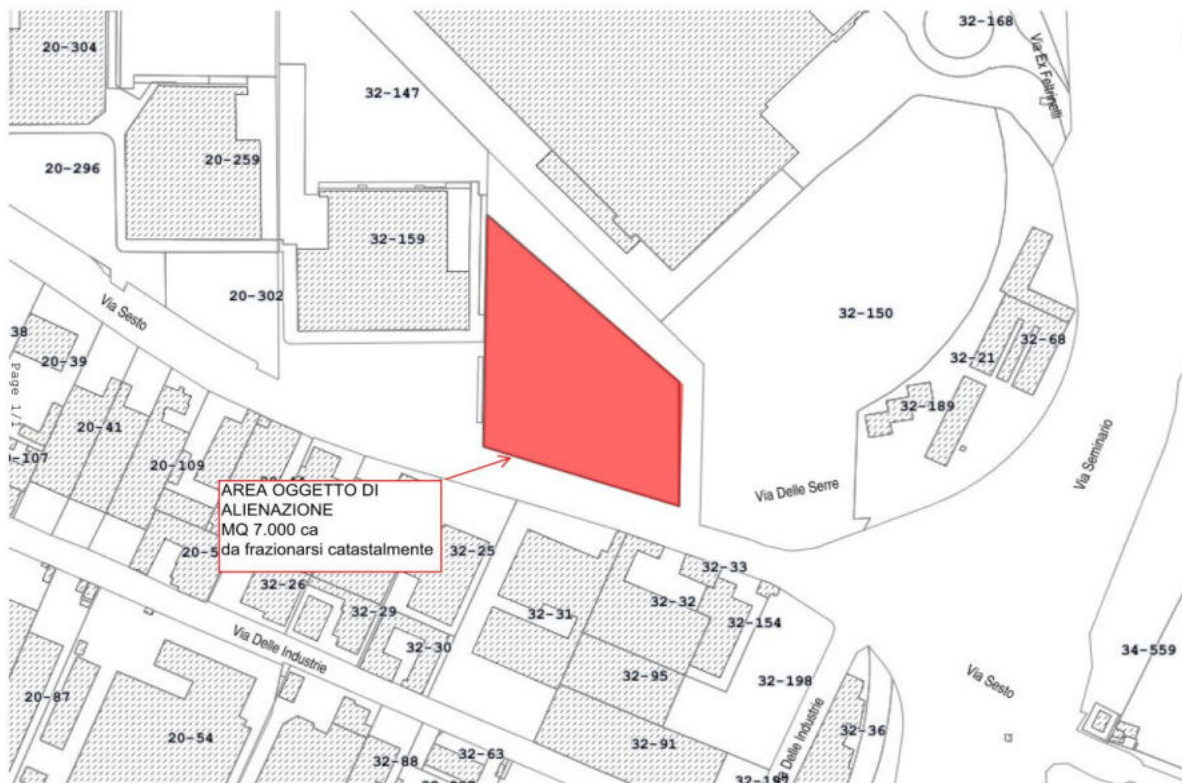 20-304
32-168
Via Ex Feltrinelli
32-147
20-259
20-296
32-159
20-302
32-150
Via Sesto
38
20-39
32-68
32-21
Page 1/1
32-189
20-41
-107
20-109
Via Seminario
Via Delle Serre
AREA OGGETTO DI
ALIENAZIONE
MQ 7.000 ca
da frazionarsi catastalmente
32-25
32-33
32-26
32-29
32-31
32-32
32-154
32-30
Via Delle Industrie
34-559
32-95
32-198
Via Sesto
20-87
Via Delle Industrie
20-54
32-91
32-36
32-63
32-88